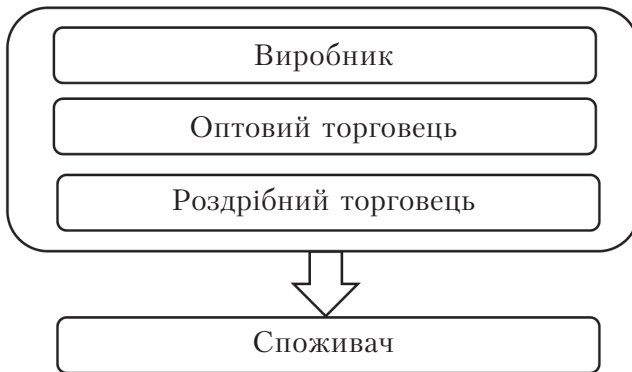 Виробник
Оптовий торговець
Роздрібний торговець
Споживач